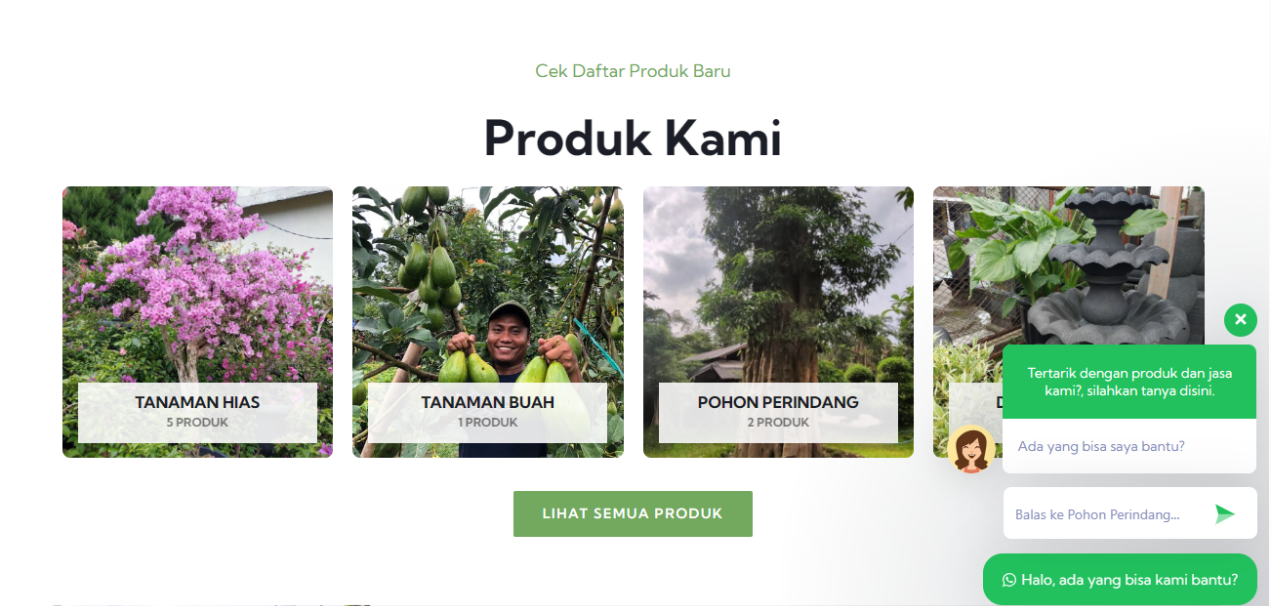 Cek Daftar Produk Baru
Produk Kami
TANAMAN HIAS
5 PRODUK
TANAMAN BUAH
1 PRODUK
POHON PERINDANG
2 PRODUK
Tertarik dengan produk dan jasa
kami?, silahkan tanya disini.
Ada yang bisa saya bantu?
Balas ke Pohon Perindang...
LIHAT SEMUA PRODUK
Halo, ada yang bisa kami bantu?